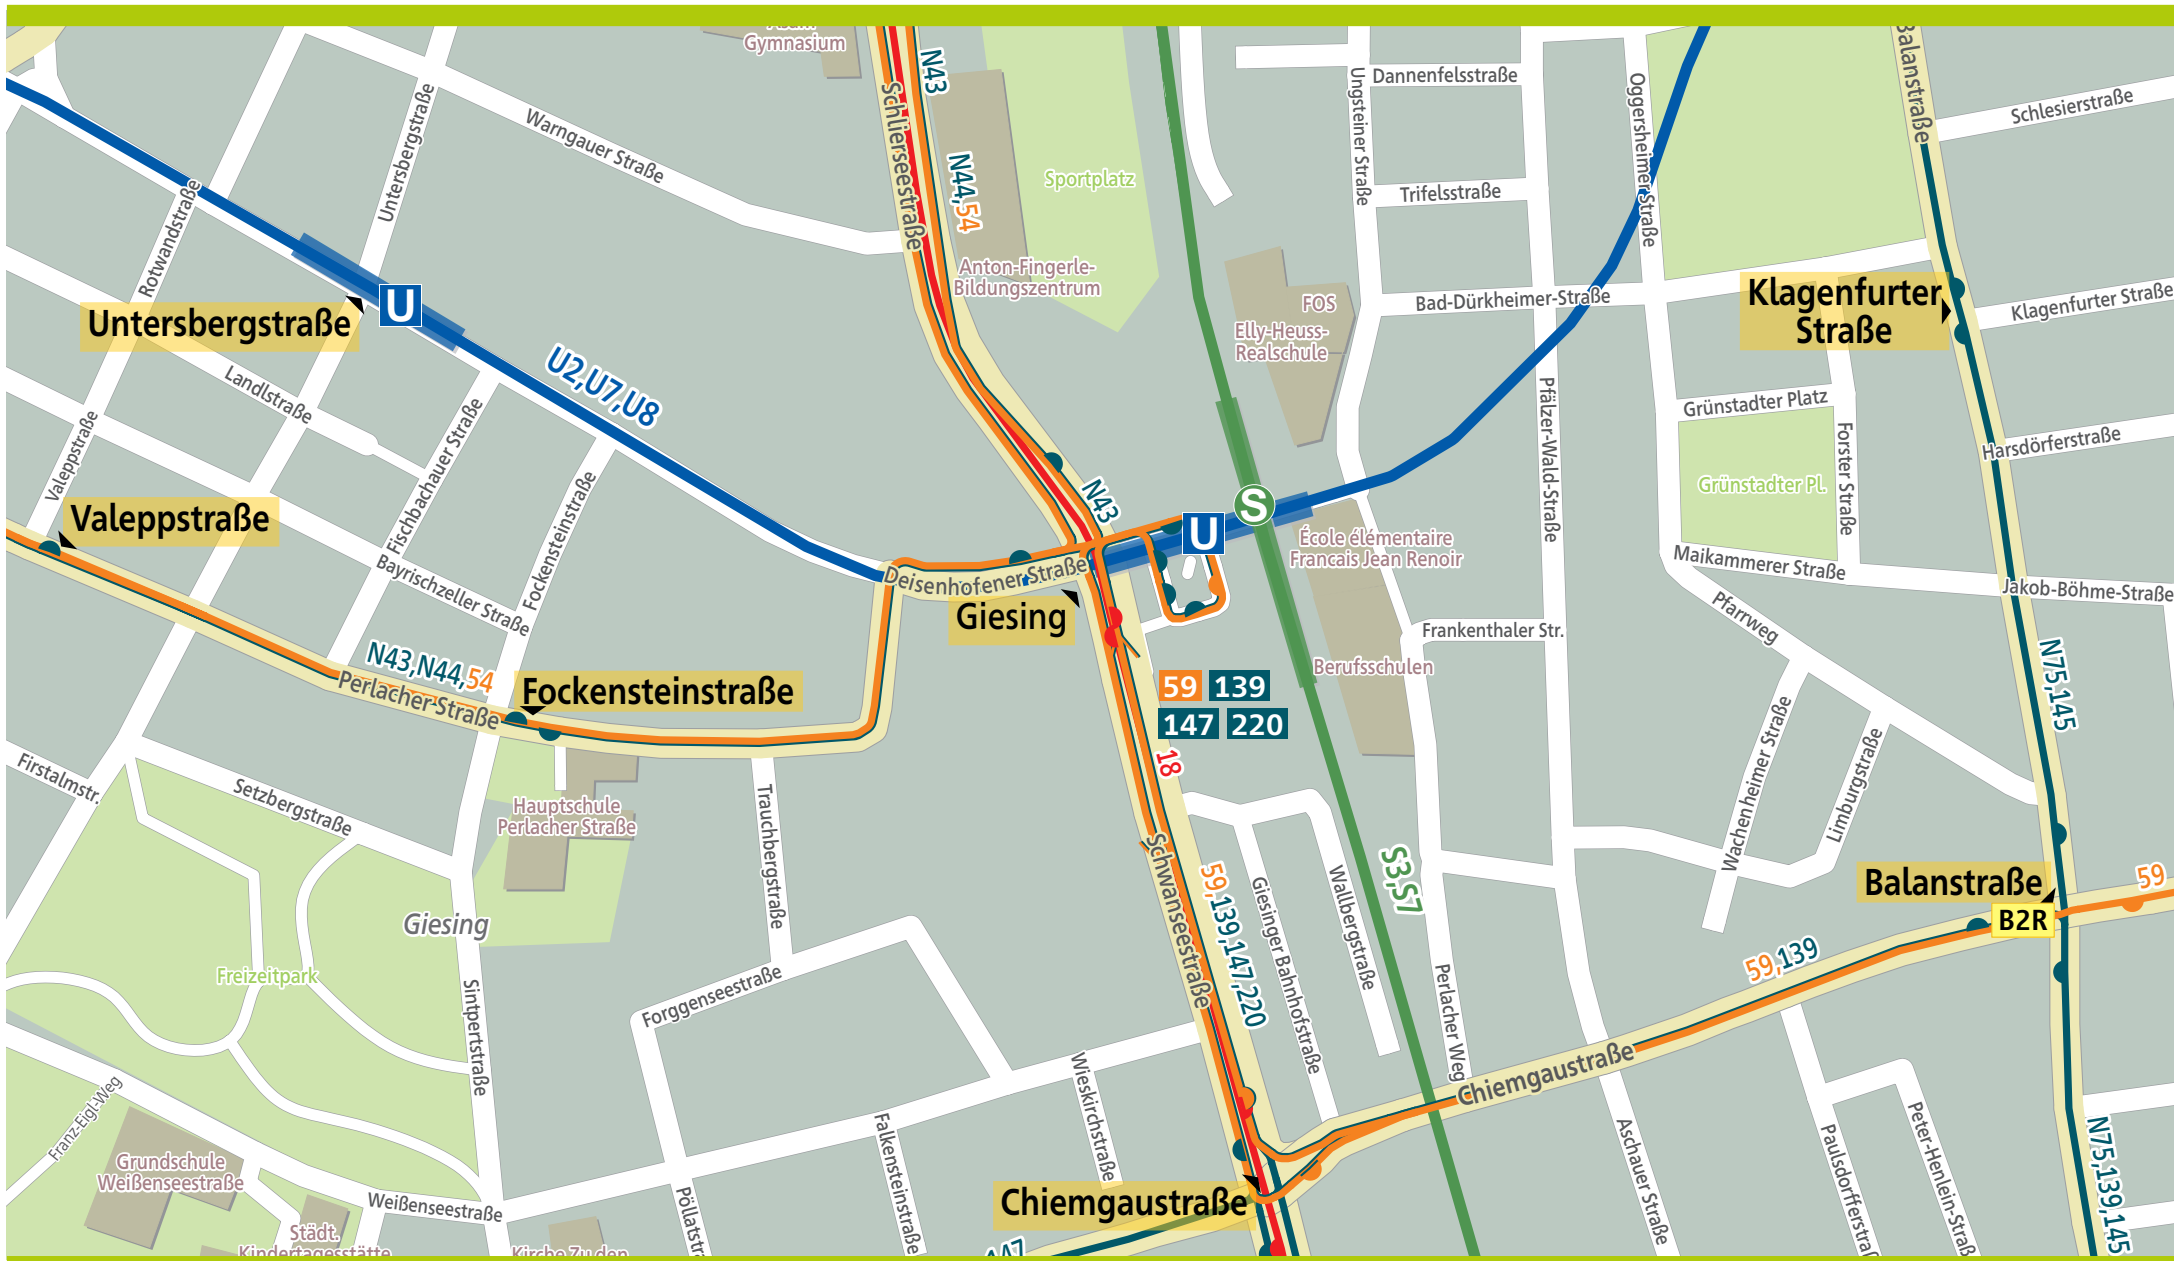 Gymnasium
N43
Dannenfelsstraße
Balanstraße
Schlesierstraße
Untersbergstraße
Warngauer Straße
Schlierseestraße
Ungsteiner Straße
Oggersheimer Straße
N44,54
Sportplatz
Trifelsstraße
Rotwandstraße
Anton-Fingerle-
Bildungszentrum
FOS
Elly-Heuss-
Realschule
Bad-Dürkheimer-Straße
Klagenfurter
Straße
Klagenfurter Straße
Untersbergstraße
U
U2,U7,U8
Landlstraße
Pfälzer-Wald-Straße
Grünstadter Platz
Forster Straße
Harsdörferstraße
Valeppstraße
Fischbachauer Straße
Fockensteinstraße
N43
S
Grünstadter Pl.
Valeppstraße
U
École élémentaire
Francais Jean Renoir
Bayrischzeller Straße
Deisenhofener Straße
Maikammerer Straße
Jakob-Böhme-Straße
Giesing
Pfarrweg
Frankenthaler Str.
N43,N44,54
Perlacher Straße
Fockensteinstraße
Berufsschulen
59 139
147 220
N75,145
18
Firstalmstr.
Setzbergstraße
Hauptschule
Perlacher Straße
Trauchbergstraße
Wachenheimer Straße
Limburgstraße
Schwanseestraße
59,139,147,220
Giesinger Bahnhofstraße
Wallbergstraße
S3,S7
Balanstraße
59
B2R
Giesing
Freizeitpark
Sintpertstraße
Forggenseestraße
Perlacher Weg
59,139
Chiemgaustraße
Wieskirchstraße
Franz-Eigl-Weg
Grundschule
Weißenseestraße
Falkensteinstraße
Aschauer Straße
Paulsdorfferstraß
Peter-Henlein-Straß
N75,139,145
Weißenseestraße
Pöllatstr
Chiemgaustraße
Städt.
Kindertagesstätte
Kirche Zu den
147